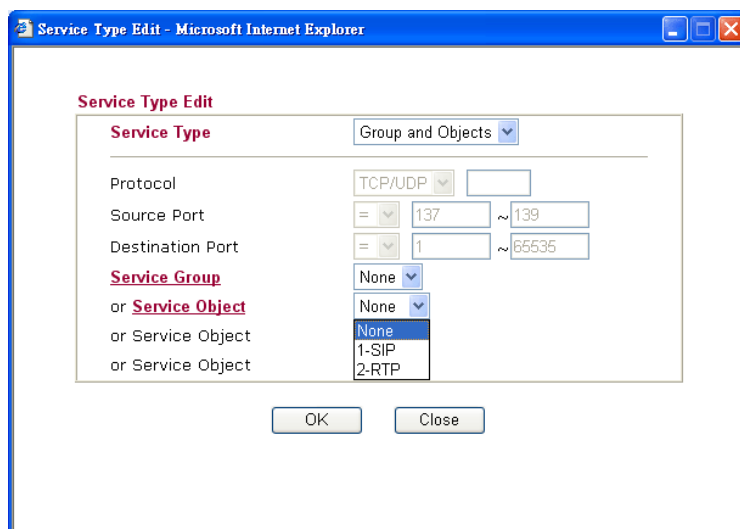 Service Type Edit - Microsoft Internet Explorer
Service Type Edit
Service Type Group and Objects
Protocol TCP/UDP
Source Port = 137 ~ 139
Destination Port = 1 ~ 65535
Service Group None
or Service Object None
or Service Object None
1-SIP
or Service Object 2-RTP
OK Close